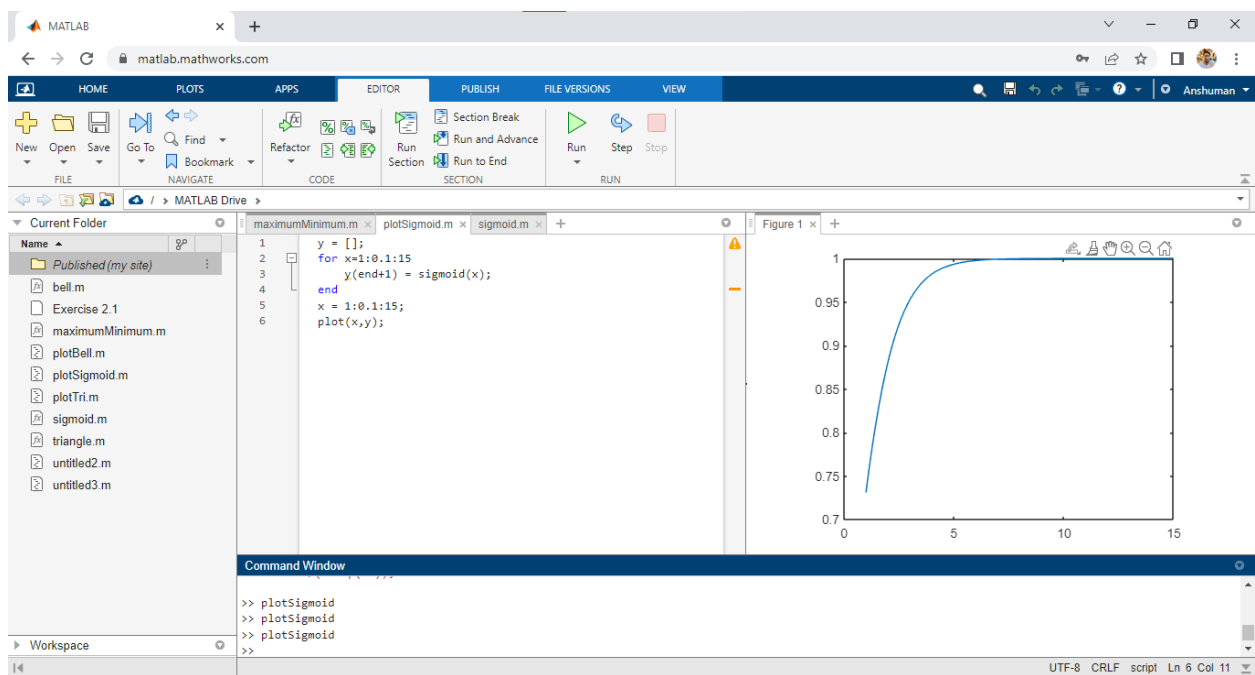 MATLAB
matlab.mathworks.com
HOME PLOTS APPS EDITOR PUBLISH FILE VERSIONS VIEW Anshuman
New Open Save Go To Find Bookmark Refactor Run Section Section Break Run and Advance Run to End Run Step Stop
FILE NAVIGATE CODE SECTION RUN
/ > MATLAB Drive >
Current Folder
Name
Published (my site)
bell.m
Exercise 2.1
maximumMinimum.m
plotBell.m
plotSigmoid.m
plotTri.m
sigmoid.m
triangle.m
untitled2.m
untitled3.m
Workspace
maximumMinimum.m plotSigmoid.m sigmoid.m
1 y = [];
2 for x=1:0.1:15
3 y(end+1) = sigmoid(x);
4 end
5 x = 1:0.1:15;
6 plot(x,y);
Figure 1
1
0.95
0.9
0.85
0.8
0.75
0.7
0 5 10 15
Command Window
>> plotSigmoid
>> plotSigmoid
>> plotSigmoid
>>
UTF-8 CRLF script Ln 6 Col 11